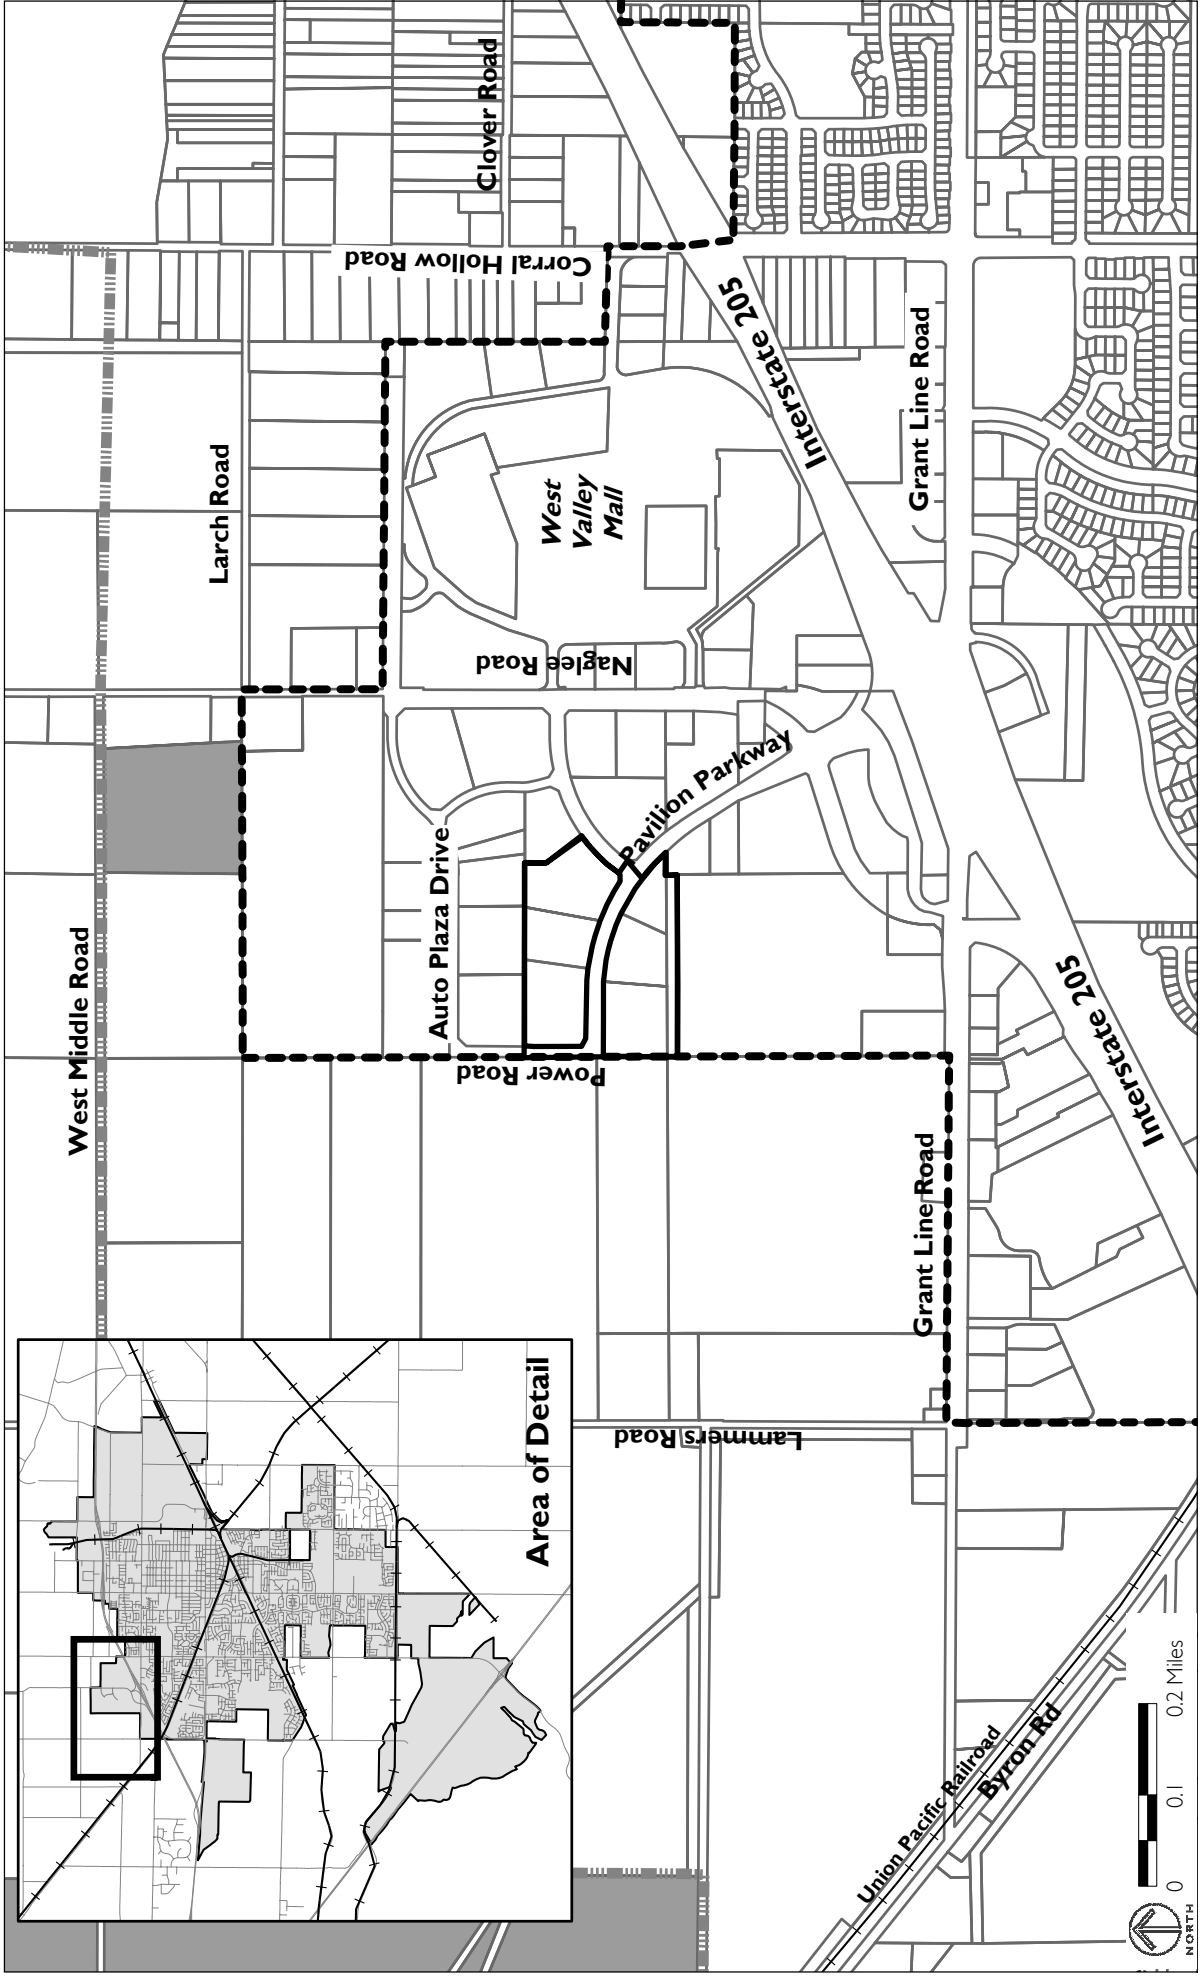 Clover Road
Corral Hollow Road
Interstate 205
Larch Road
Grant Line Road
West
Valley
Mall
Naglee Road
Pavilion Parkway
Auto Plaza Drive
West Middle Road
Power Road
Interstate 205
Grant Line Road
Lammers Road
Area of Detail
Union Pacific Railroad
Byron Rd
0 0.1 0.2 Miles
NORTH